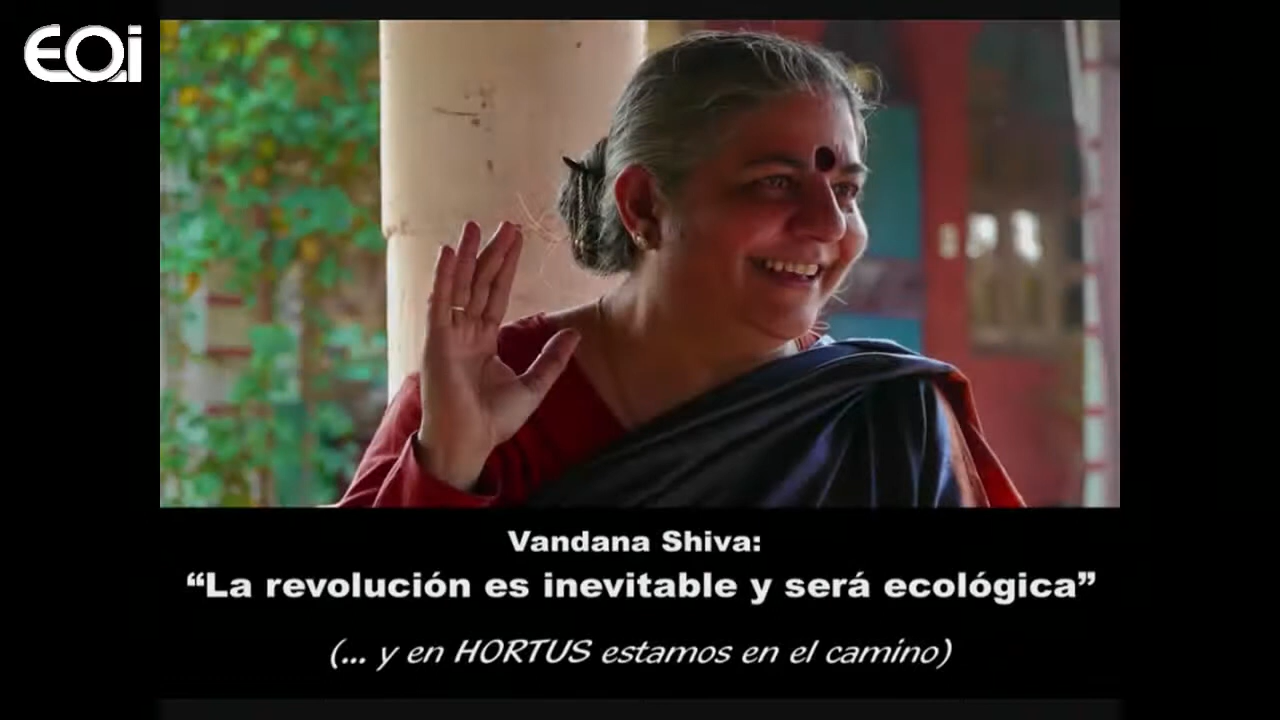 EOi
Vandana Shiva:
“La revolución es inevitable y será ecológica”
(... y en HORTUS estamos en el camino)